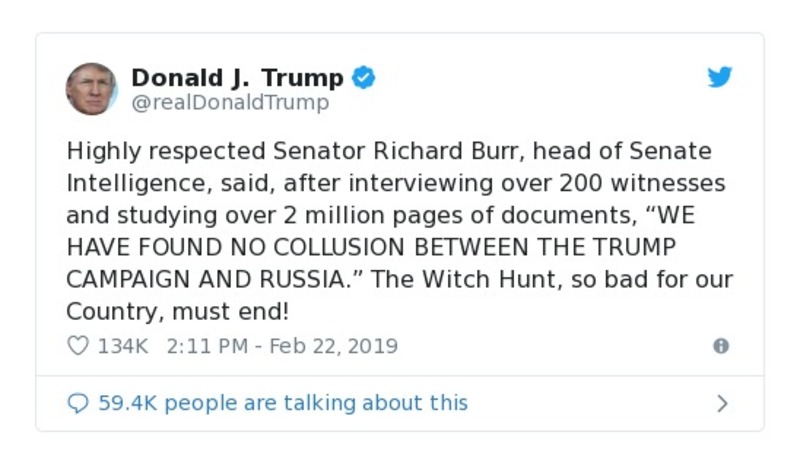 Donald J. Trump
@realDonaldTrump
Highly respected Senator Richard Burr, head of Senate
Intelligence, said, after interviewing over 200 witnesses
and studying over 2 million pages of documents, “WE
HAVE FOUND NO COLLUSION BETWEEN THE TRUMP
CAMPAIGN AND RUSSIA.” The Witch Hunt, so bad for our
Country, must end!
134K 2:11 PM - Feb 22, 2019
59.4K people are talking about this